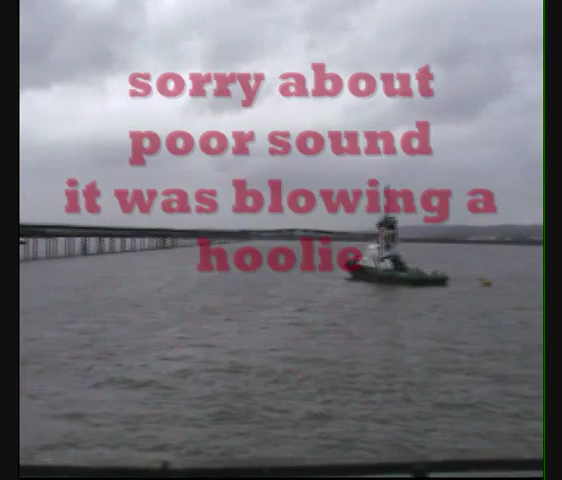 sorry about
poor sound
it was blowing a
hoolie